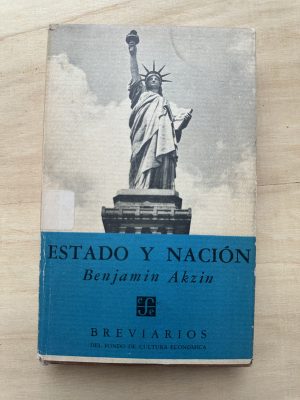 ESTADO Y NACIÓN
Benjamin Akzin
BREVIARIOS
DEL FONDO DE CULTURA ECONÓMICA